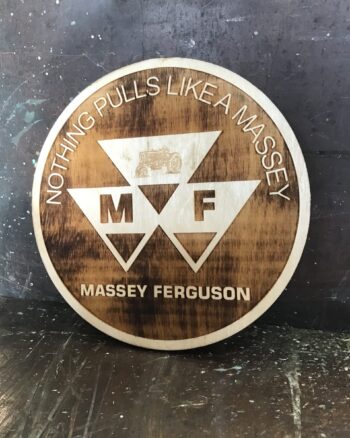 NOTHING PULLS LIKE A MASSEY
M F
MASSEY FERGUSON